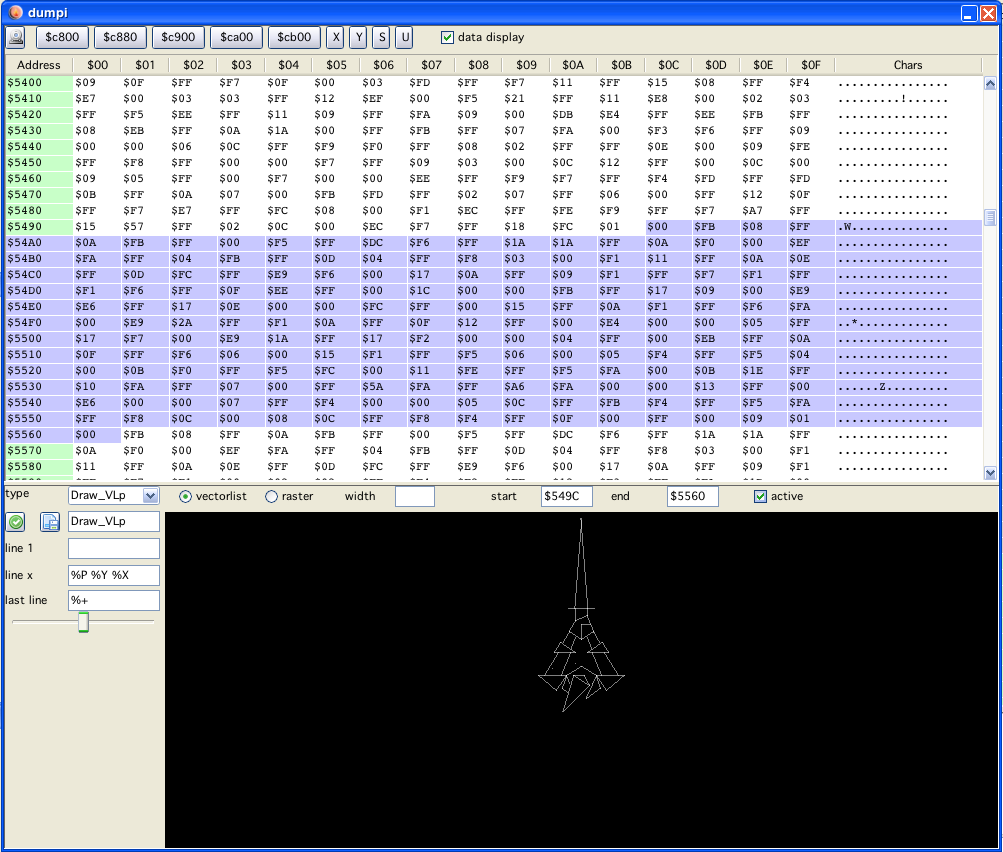 dumpi
$c800 $c880 $c900 $ca00 $cb00 X Y S U data display
Address $00 $01 $02 $03 $04 $05 $06 $07 $08 $09 $0A $0B $0C $0D $0E $0F Chars
$5400 $09 $0F $FF $F7 $0F $00 $03 $FD $FF $F7 $11 $FF $15 $08 $FF $F4 ................
$5410 $E7 $00 $03 $03 $FF $12 $EF $00 $F5 $21 $FF $11 $E8 $00 $02 $03 .........!......
$5420 $FF $F5 $EE $FF $11 $09 $FF $FA $09 $00 $DB $E4 $FF $EE $FB $FF ................
$5430 $08 $EB $FF $0A $1A $00 $FF $FB $FF $07 $FA $00 $F3 $F6 $FF $09 ................
$5440 $00 $00 $06 $0C $FF $F9 $F0 $FF $08 $02 $FF $FF $0E $00 $09 $FE ................
$5450 $FF $F8 $FF $00 $00 $F7 $FF $09 $03 $00 $0C $12 $FF $00 $0C $00 ................
$5460 $09 $05 $FF $00 $F7 $00 $00 $EE $FF $F9 $F7 $FF $F4 $FD $FF $FD ................
$5470 $0B $FF $0A $07 $00 $FB $FD $FF $02 $07 $FF $06 $00 $FF $12 $0F ................
$5480 $FF $F7 $E7 $FF $FC $08 $00 $F1 $EC $FF $FE $F9 $FF $F7 $A7 $FF ................
$5490 $15 $57 $FF $02 $0C $00 $EC $F7 $FF $18 $FC $01 $00 $FB $08 $FF .W..............
$54A0 $0A $FB $FF $00 $F5 $FF $DC $F6 $FF $1A $1A $FF $0A $F0 $00 $EF ................
$54B0 $FA $FF $04 $FB $FF $0D $04 $FF $F8 $03 $00 $F1 $11 $FF $0A $0E ................
$54C0 $FF $0D $FC $FF $E9 $F6 $00 $17 $0A $FF $09 $F1 $FF $F7 $F1 $FF ................
$54D0 $F1 $F6 $FF $0F $EE $FF $00 $1C $00 $00 $FB $FF $17 $09 $00 $E9 ................
$54E0 $E6 $FF $17 $0E $00 $00 $FC $FF $00 $15 $FF $0A $F1 $FF $F6 $FA ................
$54F0 $00 $E9 $2A $FF $F1 $0A $FF $0F $12 $FF $00 $E4 $00 $00 $05 $FF ..*.............
$5500 $17 $F7 $00 $E9 $1A $FF $17 $F2 $00 $00 $04 $FF $00 $EB $FF $0A ................
$5510 $0F $FF $F6 $06 $00 $15 $F1 $FF $F5 $06 $00 $05 $F4 $FF $F5 $04 ................
$5520 $00 $0B $F0 $FF $F5 $FC $00 $11 $FE $FF $F5 $FA $00 $0B $1E $FF ................
$5530 $10 $FA $FF $07 $00 $FF $5A $FA $FF $A6 $FA $00 $00 $13 $FF $00 ......Z.........
$5540 $E6 $00 $00 $07 $FF $F4 $00 $00 $05 $0C $FF $FB $F4 $FF $F5 $FA ................
$5550 $FF $F8 $0C $00 $08 $0C $FF $F8 $F4 $FF $0F $00 $FF $00 $09 $01 ................
$5560 $00 $FB $08 $FF $0A $FB $FF $00 $F5 $FF $DC $F6 $FF $1A $1A $FF ................
$5570 $0A $F0 $00 $EF $FA $FF $04 $FB $FF $0D $04 $FF $F8 $03 $00 $F1 ................
$5580 $11 $FF $0A $0E $FF $0D $FC $FF $E9 $F6 $00 $17 $0A $FF $09 $F1 ................
type Draw_VLp vectorlist raster width start $549C end $5560 active
Draw_VLp
line 1
line x %P %Y %X
last line %+